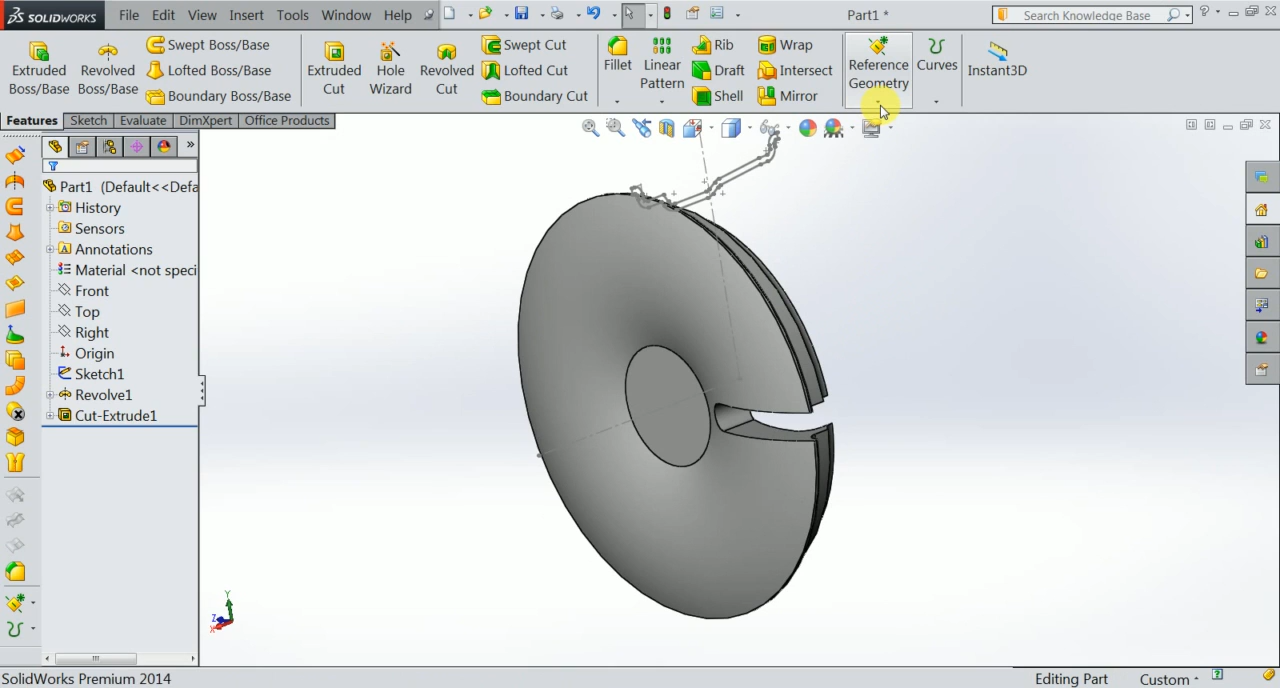 SOLIDWORKS File Edit View Insert Tools Window Help Part1 * Search Knowledge Base ?
Extruded Boss/Base
Revolved Boss/Base
Swept Boss/Base
Lofted Boss/Base
Boundary Boss/Base
Extruded Cut
Hole Wizard
Revolved Cut
Swept Cut
Lofted Cut
Boundary Cut
Fillet
Linear Pattern
Rib
Draft
Shell
Wrap
Intersect
Mirror
Reference Geometry
Curves
Instant3D
Features Sketch Evaluate DimXpert Office Products
Part1 (Default<<Defa
History
Sensors
Annotations
Material <not speci
Front
Top
Right
Origin
Sketch1
Revolve1
Cut-Extrude1
Y
Z
X
SolidWorks Premium 2014 Editing Part Custom ?